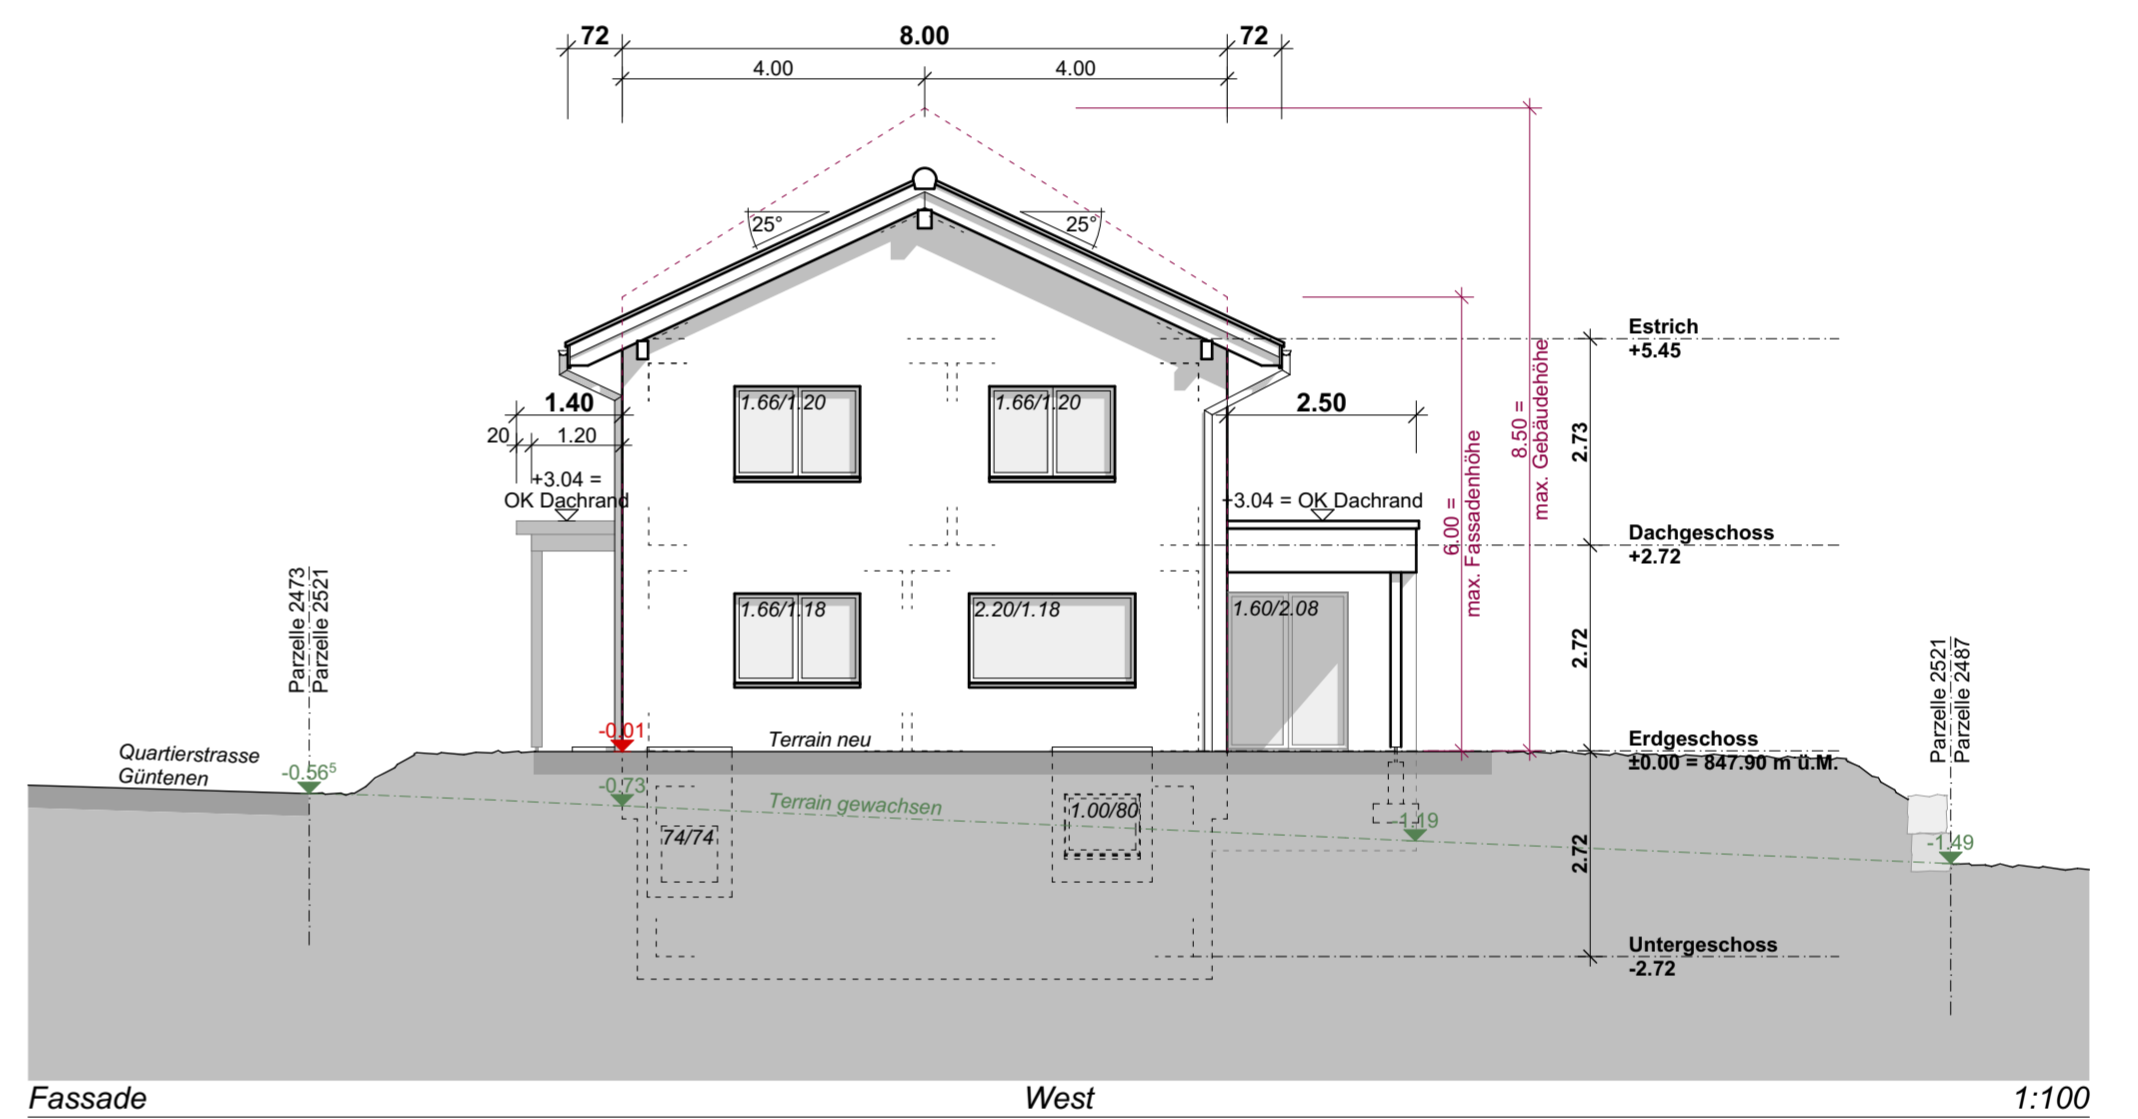 72 8.00 72
4.00 4.00
25° 25°
Estrich
+5.45
1.66/1.20 1.66/1.20
1.40 2.50
20 1.20
+3.04 =
OK Dachrand
+3.04 = OK Dachrand
6.00 =
max. Fassadenhöhe
8.50 =
max. Gebäudehöhe
2.73
Dachgeschoss
+2.72
Parzelle 2473
Parzelle 2521
1.66/1.18 2.20/1.18 1.60/2.08
2.72
Parzelle 2521
Parzelle 2487
-0.01
Terrain neu
Erdgeschoss
±0.00 = 847.90 m ü.M.
Quartierstrasse
Güntenen
-0.56⁵
-0.73
Terrain gewachsen
1.00/80
74/74
-1.19
-1.49
2.72
Untergeschoss
-2.72
Fassade West 1:100